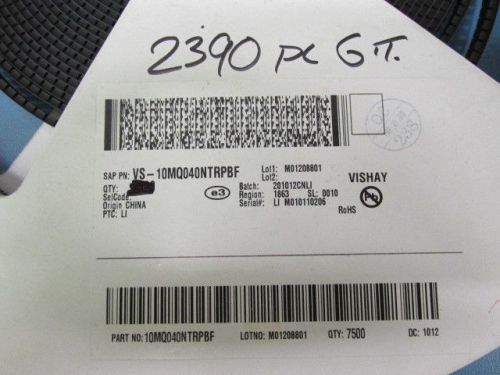 2390 pc G T.
SAP PN: VS-10MQ040NTRPBF
QTY:
SelCode:
Origin CHINA
PTC: LI
e3
Lot1: M01208801
Lot2:
Batch: 201012CNLI
Region: 1863 SL: 0010
Serial#: LI M010110206
VISHAY
Pb
RoHS
PART NO: 10MQ040NTRPBF LOTNO: M01208801 QTY: 7500 DC: 1012